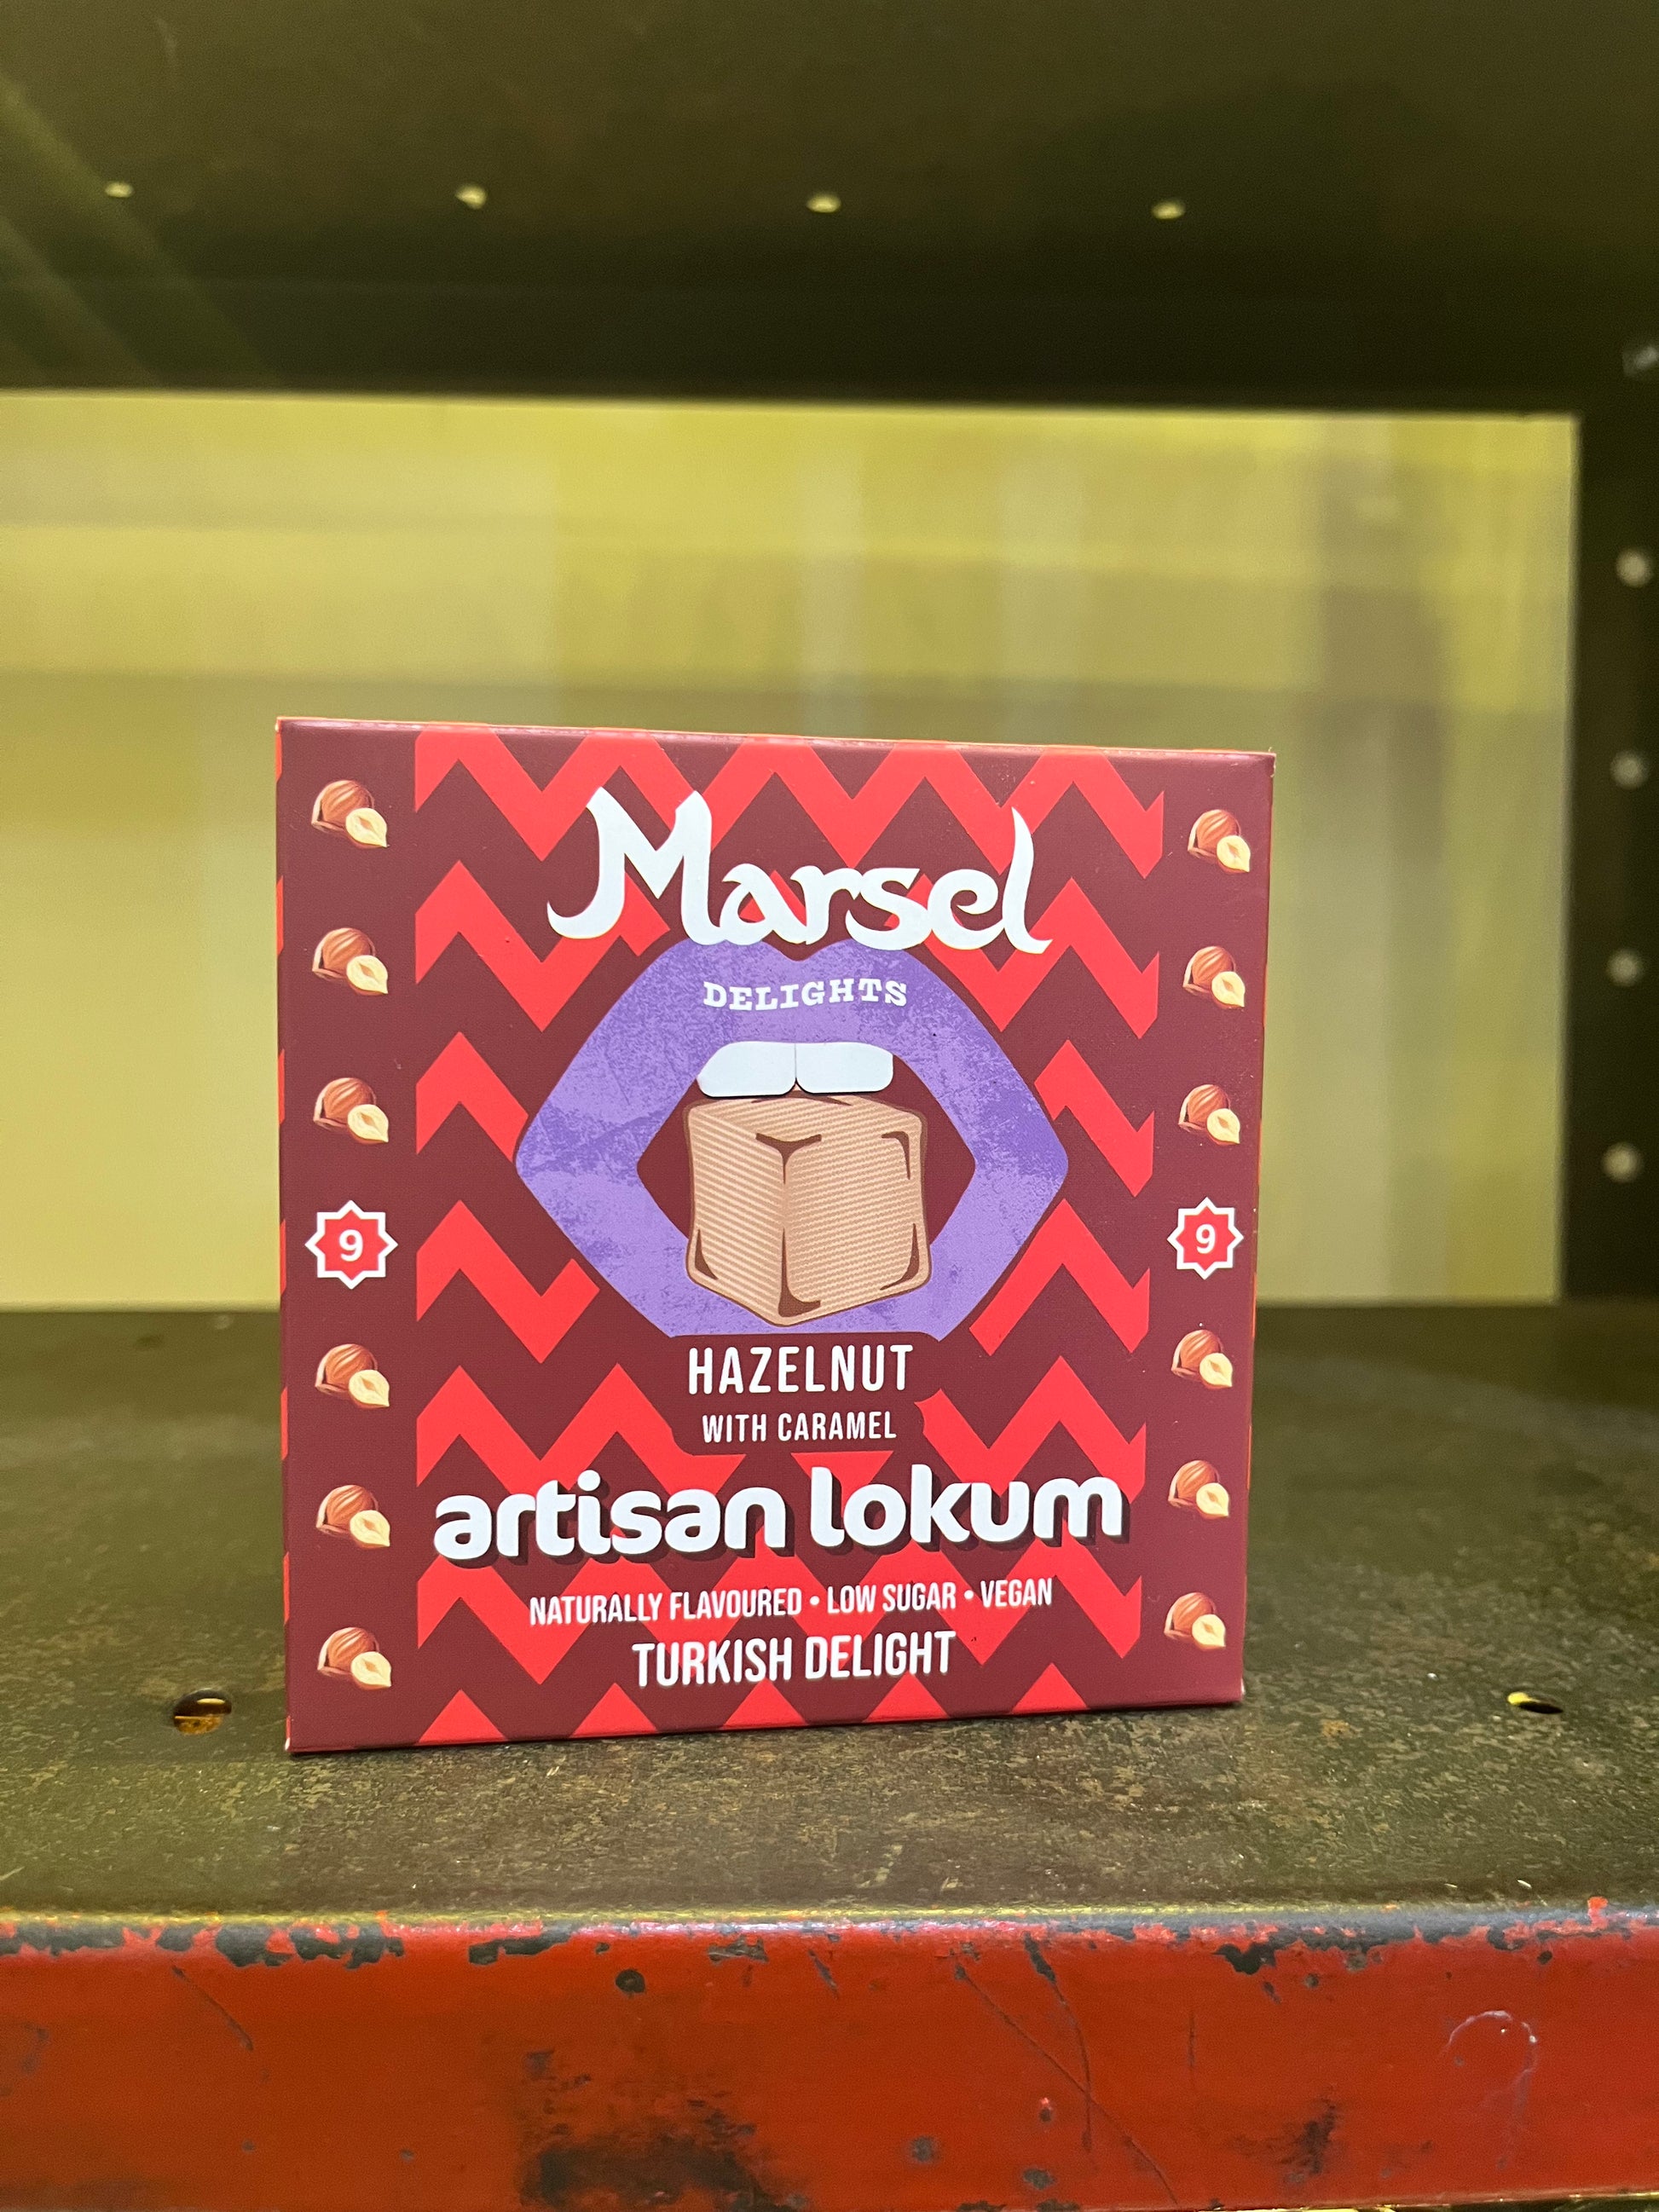 Marsel
DELIGHTS
9
9
HAZELNUT
WITH CARAMEL
artisan lokum
NATURALLY FLAVOURED • LOW SUGAR • VEGAN
TURKISH DELIGHT